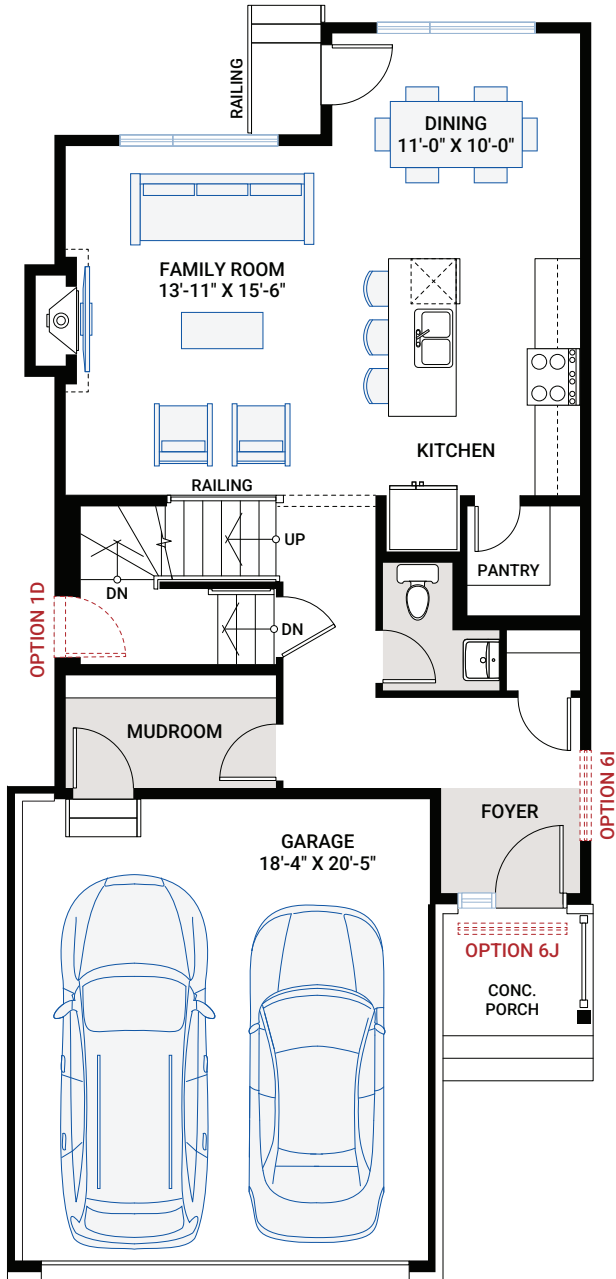 RAILING
DINING
11'-0" X 10'-0"
FAMILY ROOM
13'-11" X 15'-6"
KITCHEN
RAILING
UP
PANTRY
DN
DN
OPTION 1D
MUDROOM
OPTION 6I
FOYER
GARAGE
18'-4" X 20'-5"
OPTION 6J
CONC.
PORCH